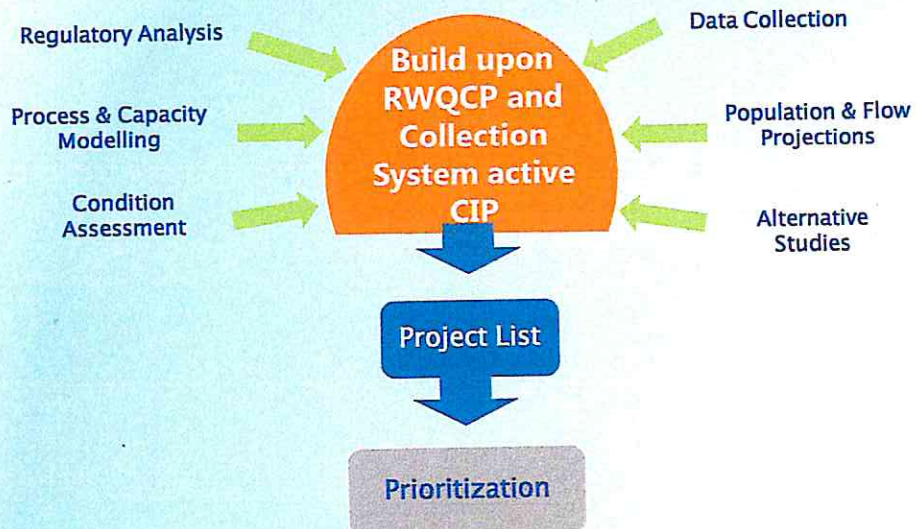 Regulatory Analysis
Process & Capacity
Modelling
Condition
Assessment
Build upon
RWQCP and
Collection
System active
CIP
Data Collection
Population & Flow
Projections
Alternative
Studies
Project List
Prioritization